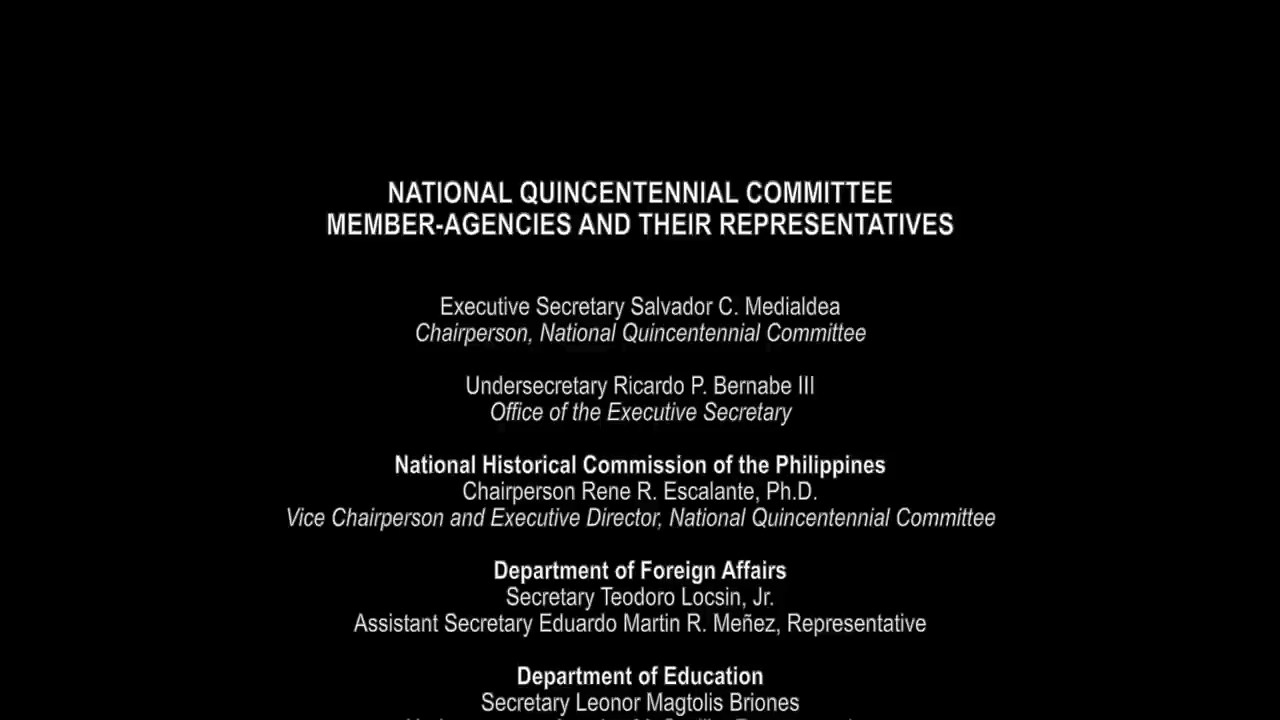 NATIONAL QUINCENTENNIAL COMMITTEE
MEMBER-AGENCIES AND THEIR REPRESENTATIVES
Executive Secretary Salvador C. Medialdea
Chairperson, National Quincentennial Committee
Undersecretary Ricardo P. Bernabe III
Office of the Executive Secretary
National Historical Commission of the Philippines
Chairperson Rene R. Escalante, Ph.D.
Vice Chairperson and Executive Director, National Quincentennial Committee
Department of Foreign Affairs
Secretary Teodoro Locsin, Jr.
Assistant Secretary Eduardo Martin R. Meñez, Representative
Department of Education
Secretary Leonor Magtolis Briones